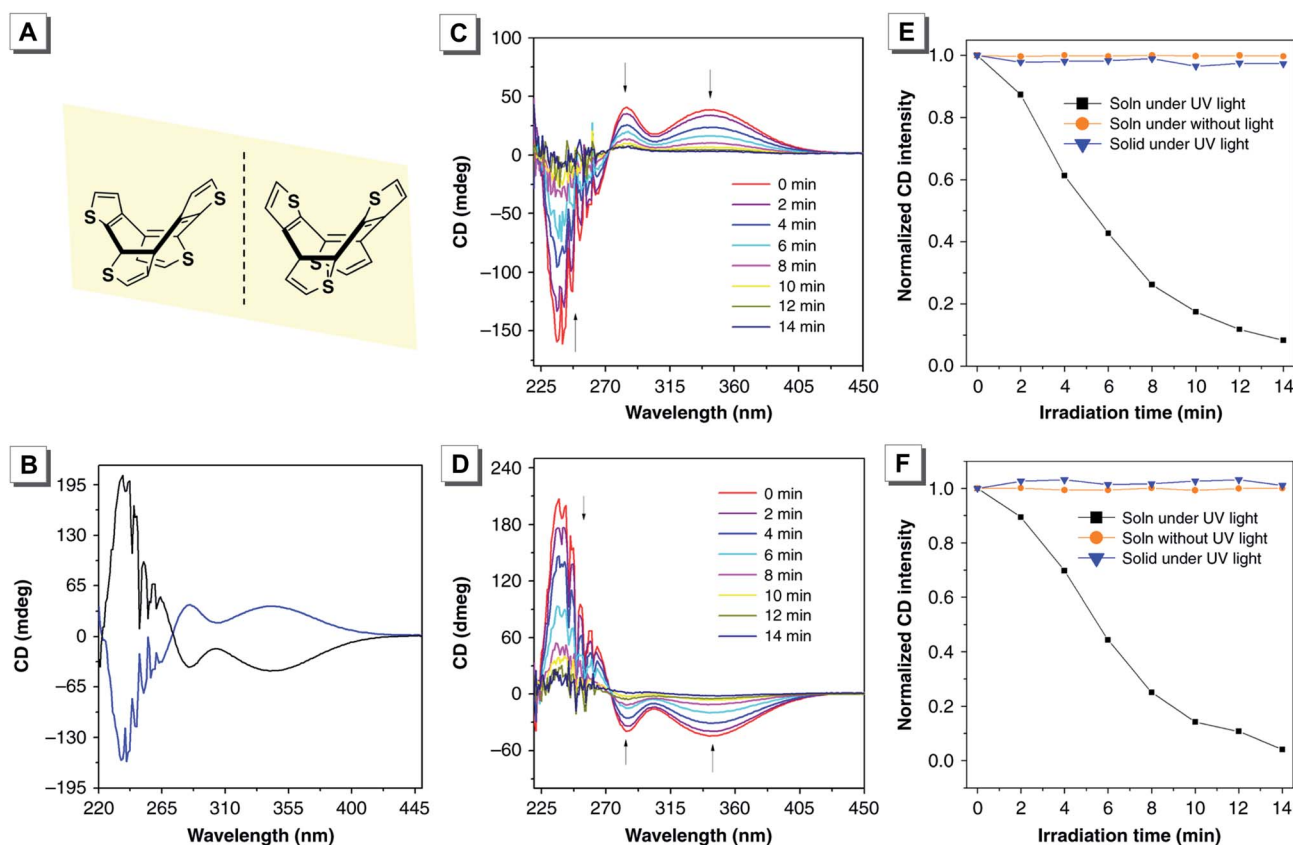 A
S
S
S
S
S
S
S
S
B
CD (mdeg)
195
130
65
0
−65
−130
−195
220
265
310
355
400
445
Wavelength (nm)
C
CD (mdeg)
100
50
0
−50
−100
−150
0 min
2 min
4 min
6 min
8 min
10 min
12 min
14 min
225
270
315
360
405
450
Wavelength (nm)
D
CD (dmeg)
240
180
120
60
0
−60
0 min
2 min
4 min
6 min
8 min
10 min
12 min
14 min
225
270
315
360
405
450
Wavelength (nm)
E
Normalized CD intensity
1.0
0.8
0.6
0.4
0.2
0.0
Soln under UV light
Soln under without light
Solid under UV light
0
2
4
6
8
10
12
14
Irradiation time (min)
F
Normalized CD intensity
1.0
0.8
0.6
0.4
0.2
0.0
Soln under UV light
Soln without UV light
Solid under UV light
0
2
4
6
8
10
12
14
Irradiation time (min)